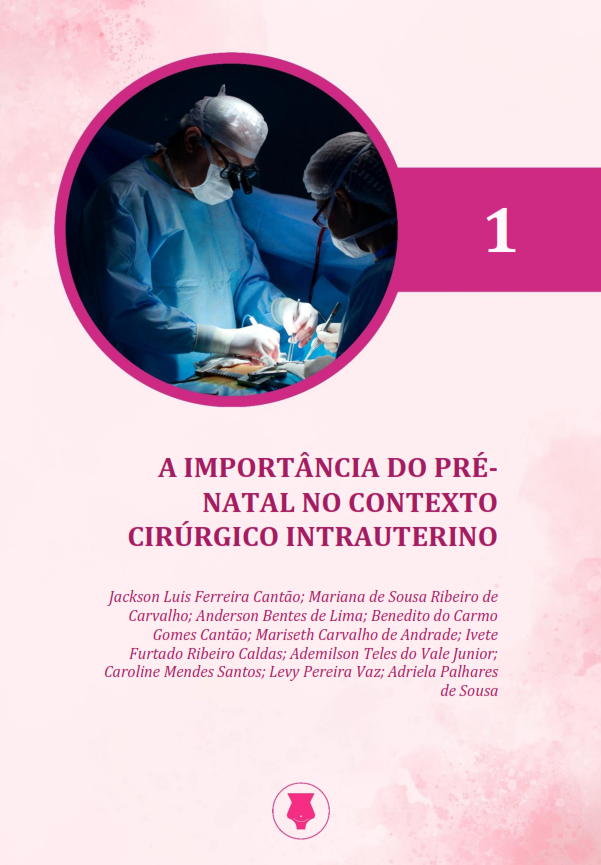 1
A IMPORTÂNCIA DO PRÉ-
NATAL NO CONTEXTO
CIRÚRGICO INTRAUTERINO
Jackson Luis Ferreira Cantão; Mariana de Sousa Ribeiro de
Carvalho; Anderson Bentes de Lima; Benedito do Carmo
Gomes Cantão; Mariseth Carvalho de Andrade; Ivete
Furtado Ribeiro Caldas; Ademilson Teles do Vale Junior;
Caroline Mendes Santos; Levy Pereira Vaz; Adriela Palhares
de Sousa